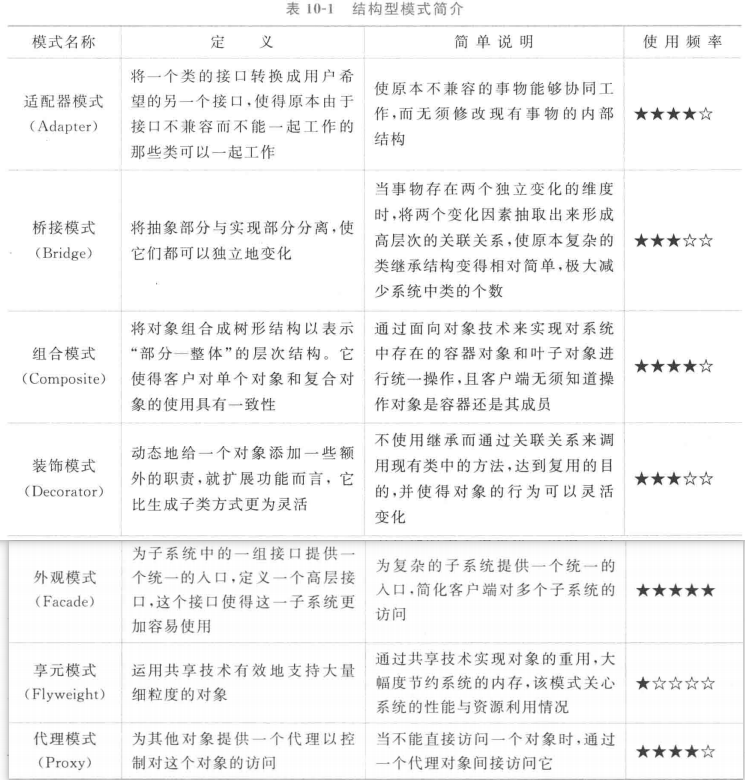 表 10-1 结构型模式简介
模式名称 定 义 简 单 说 明 使 用 频 率
适配器模式
(Adapter)
将一个类的接口转换成用户希
望的另一个接口,使得原本由于
接口不兼容而不能一起工作的
那些类可以一起工作
使原本不兼容的事物能够协同工
作,而无须修改现有事物的内部
结构
★★★★☆
桥接模式
(Bridge)
将抽象部分与实现部分分离,使
它们都可以独立地变化
当事物存在两个独立变化的维度
时,将两个变化因素抽取出来形成
高层次的关联关系,使原本复杂的
类继承结构变得相对简单,极大减
少系统中类的个数
★★★☆☆
组合模式
(Composite)
将对象组合成树形结构以表示
“部分—整体”的层次结构。它
使得客户对单个对象和复合对
象的使用具有一致性
通过面向对象技术来实现对系统
中存在的容器对象和叶子对象进
行统一操作,且客户端无须知道操
作对象是容器还是其成员
★★★★☆
装饰模式
(Decorator)
动态地给一个对象添加一些额
外的职责,就扩展功能而言,它
比生成子类方式更为灵活
不使用继承而通过关联关系来调
用现有类中的方法,达到复用的目
的,并使得对象的行为可以灵活
变化
★★★☆☆
外观模式
(Facade)
为子系统中的一组接口提供一
个统一的入口,定义一个高层接
口,这个接口使得这一子系统更
加容易使用
为复杂的子系统提供一个统一的
入口,简化客户端对多个子系统的
访问
★★★★★
享元模式
(Flyweight)
运用共享技术有效地支持大量
细粒度的对象
通过共享技术实现对象的重用,大
幅度节约系统的内存,该模式关心
系统的性能与资源利用情况
★☆☆☆☆
代理模式
(Proxy)
为其他对象提供一个代理以控
制对这个对象的访问
当不能直接访问一个对象时,通过
一个代理对象间接访问它
★★★★☆